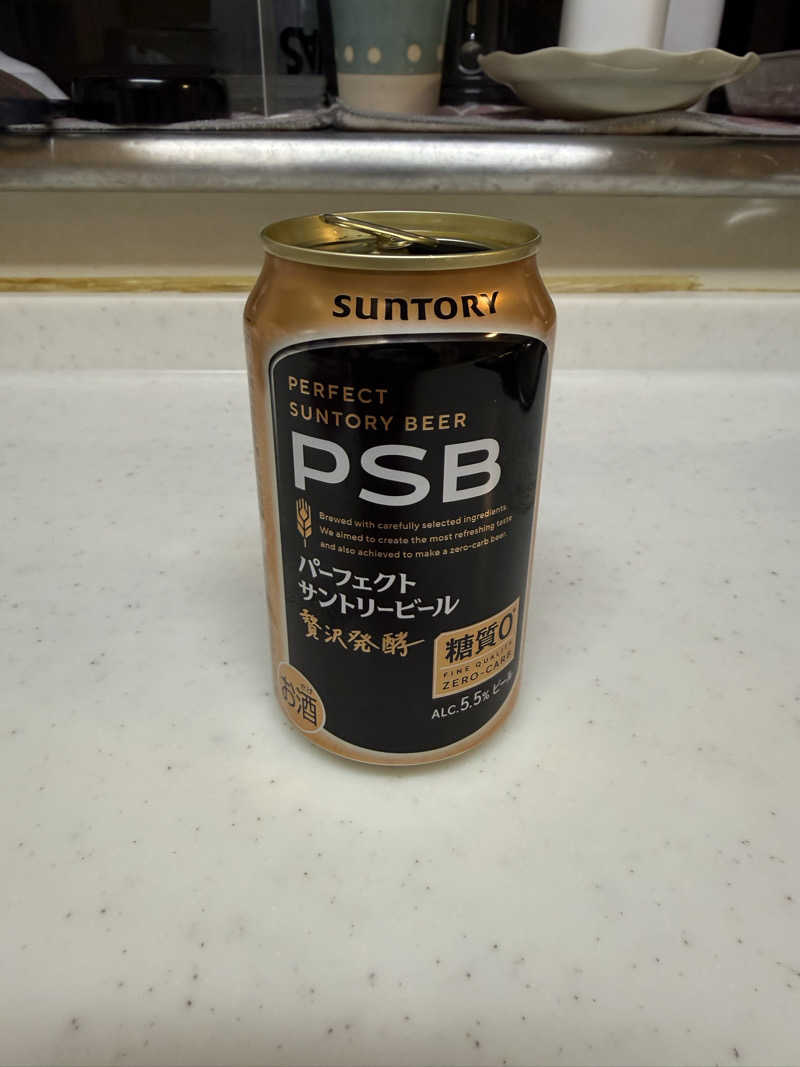 SUNTORY
PERFECT
SUNTORY BEER
PSB
Brewed with carefully selected ingredients.
We aimed to create the most refreshing taste
and also achieved to make a zero-carb beer.
パーフェクト
サントリービール
贅沢発酵
糖質0*
FINE QUALITY
ZERO-CARB
ALC.5.5% ビール
お酒